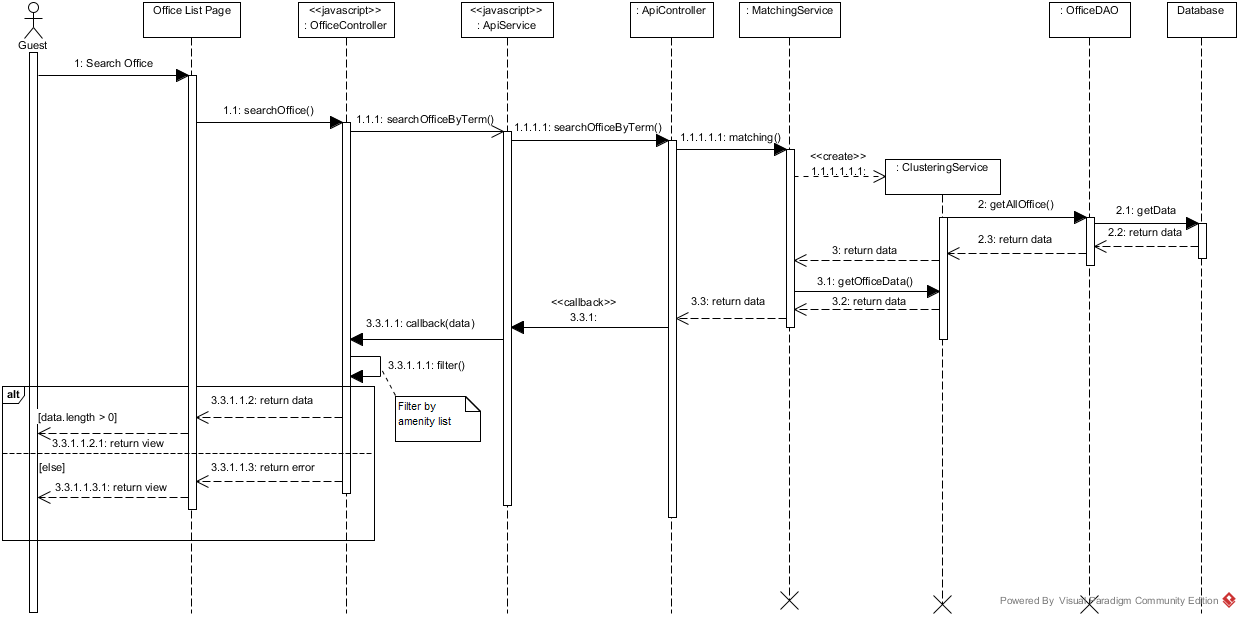 Guest
Office List Page
<<javascript>>
: OfficeController
<<javascript>>
: ApiService
: ApiController
: MatchingService
: OfficeDAO
Database
1: Search Office
1.1: searchOffice()
1.1.1: searchOfficeByTerm()
1.1.1.1: searchOfficeByTerm()
1.1.1.1.1: matching()
<<create>>
1.1.1.1.1.1:
: ClusteringService
2: getAllOffice()
2.1: getData
2.2: return data
2.3: return data
3: return data
3.1: getOfficeData()
3.2: return data
3.3: return data
<<callback>>
3.3.1:
3.3.1.1: callback(data)
3.3.1.1.1: filter()
Filter by
amenity list
alt
3.3.1.1.2: return data
[data.length > 0]
3.3.1.1.2.1: return view
[else]
3.3.1.1.3: return error
3.3.1.1.3.1: return view
Powered By Visual Paradigm Community Edition